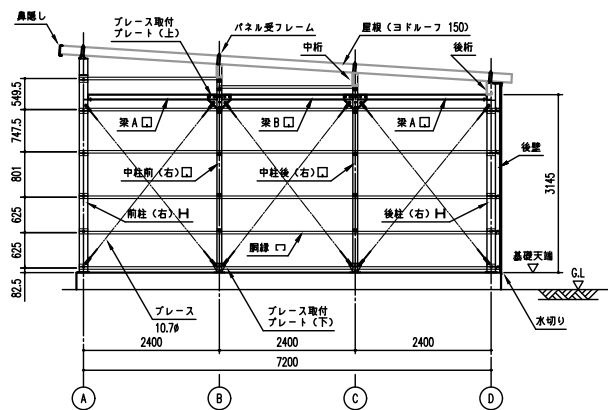 鼻隠し
ブレース取付
プレート(上)
パネル受フレーム
中桁
屋根(ヨドルーフ 150)
後桁
549.5
747.5
801
625
625
82.5
梁A
梁B
梁A
中柱前(右)
中柱後(右)
後壁
3145
前柱(右)
後柱(右)
胴縁
基礎天端
G.L
ブレース
10.7φ
ブレース取付
プレート(下)
水切り
2400
2400
2400
7200
A
B
C
D